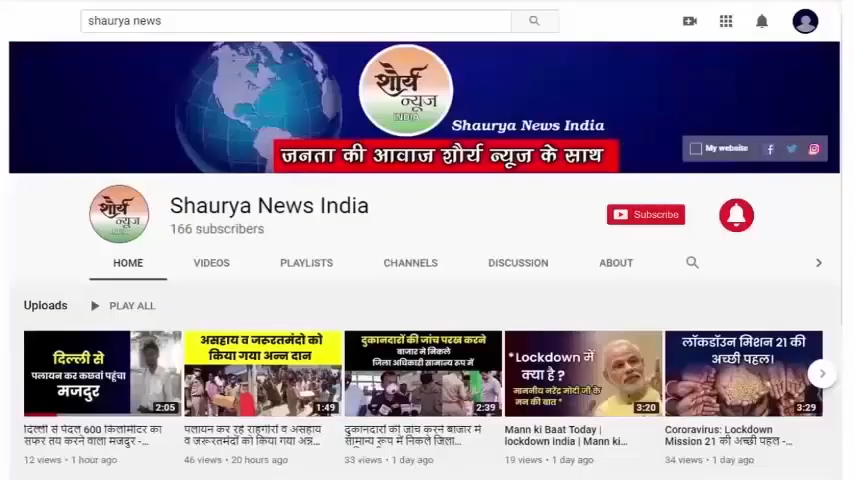 shaurya news
शौर्य
न्यूज
INDIA
Shaurya News India
जनता की आवाज शौर्य न्यूज के साथ
My website
शौर्य
न्यूज
Shaurya News India
166 subscribers
Subscribe
HOME VIDEOS PLAYLISTS CHANNELS DISCUSSION ABOUT
Uploads PLAY ALL
दिल्ली से
पलायन कर कछवां पहुंचा
मजदुर
2:05
असहाय व जरूरतमंदो को
किया गया अन्न दान
1:49
दुकानदारों की जांच परख करने
बाजार मे निकले
जिला अधिकारी सामान्य रूप में
2:39
"Lockdown में
क्या है ?
माननीय नरेंद्र मोदी जी के
मन की बात "
3:20
लॉकडॉउन मिशन 21 की
अच्छी पहल।
3:29
दिल्ली से पैदल 600 किलोमीटर का
सफर तय करने वाला मजदुर -...
12 views • 1 hour ago
पलायन कर रहे राहगीरों व असहाय
व जरूरतमंदों को किया गया अन्न...
46 views • 20 hours ago
दुकानदारों की जांच करने बाजार में
सामान्य रूप में निकले जिला...
33 views • 1 day ago
Mann ki Baat Today |
lockdown india | Mann ki...
19 views • 1 day ago
Cororavirus: Lockdown
Mission 21 की अच्छी पहल -...
34 views • 1 day ago